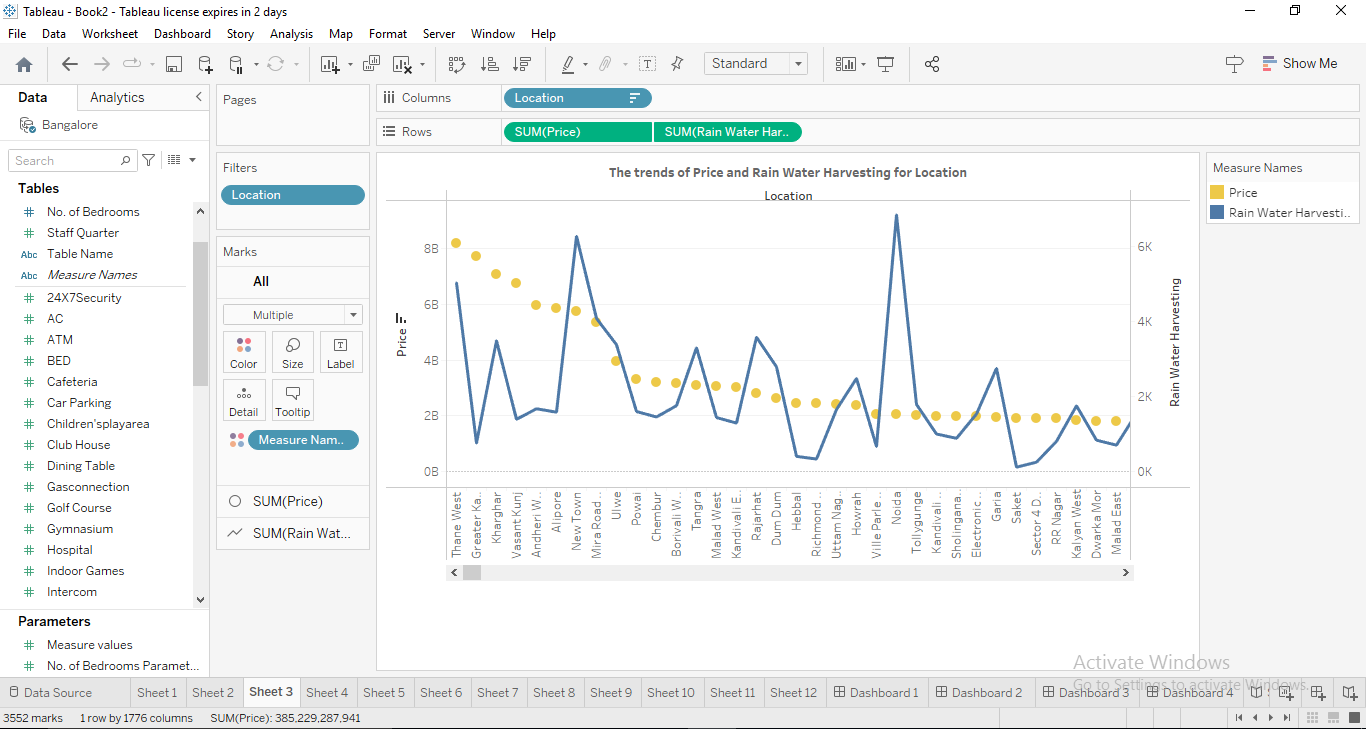 Tableau - Book2 - Tableau license expires in 2 days
File Data Worksheet Dashboard Story Analysis Map Format Server Window Help
Standard
Show Me
Data Analytics
Bangalore
Search
Tables
No. of Bedrooms
Staff Quarter
Abc Table Name
Abc Measure Names
24X7Security
AC
ATM
BED
Cafeteria
Car Parking
Children'splayarea
Club House
Dining Table
Gasconnection
Golf Course
Gymnasium
Hospital
Indoor Games
Intercom
Parameters
Measure values
No. of Bedrooms Paramet...
Pages
Filters
Location
Marks
All
Multiple
Color Size Label
Detail Tooltip
Measure Nam..
SUM(Price)
SUM(Rain Wat...
Columns Location
Rows SUM(Price) SUM(Rain Water Har..
The trends of Price and Rain Water Harvesting for Location
Location
Price
8B
6B
4B
2B
0B
6K
4K
2K
0K
Rain Water Harvesting
Thane West
Greater Ka..
Kharghar
Vasant Kunj
Andheri W..
Alipore
New Town
Mira Road ..
Ulwe
Powai
Chembur
Borivali W..
Tangra
Malad West
Kandivali E..
Rajarhat
Dum Dum
Hebbal
Richmond ..
Uttam Nag..
Howrah
Ville Parle ..
Noida
Tollygunge
Kandivali ..
Sholingana..
Electronic ..
Garia
Saket
Sector 4 D..
RR Nagar
Kalyan West
Dwarka Mor
Malad East
Measure Names
Price
Rain Water Harvesti..
Activate Windows
Go to Settings to activate Windows.
Data Source Sheet 1 Sheet 2 Sheet 3 Sheet 4 Sheet 5 Sheet 6 Sheet 7 Sheet 8 Sheet 9 Sheet 10 Sheet 11 Sheet 12 Dashboard 1 Dashboard 2 Dashboard 3 Dashboard 4
3552 marks 1 row by 1776 columns SUM(Price): 385,229,287,941